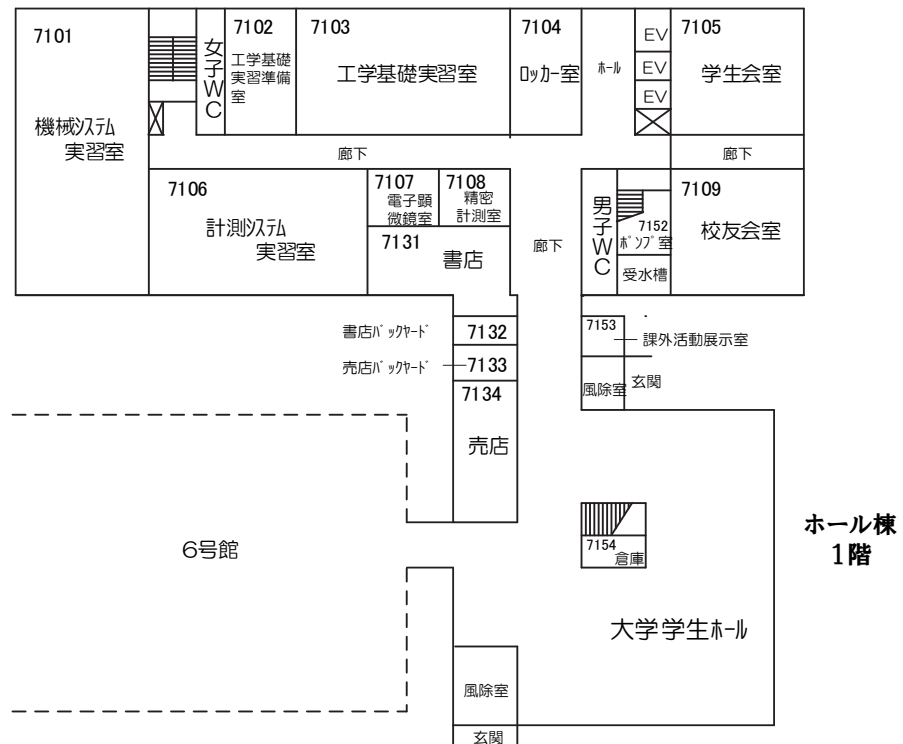 7101
機械システム
実習室
女子WC
7102
工学基礎
実習準備
室
7103
工学基礎実習室
7104
ロッカー室
ホール
EV
EV
EV
7105
学生会室
廊下
廊下
7106
計測システム
実習室
7107
電子顕
微鏡室
7108
精密
計測室
7131
書店
廊下
男子WC
7152
ポンプ室
受水槽
7109
校友会室
書店バックヤード
7132
売店バックヤード
7133
7134
売店
7153
課外活動展示室
風除室
玄関
6号館
7154
倉庫
大学学生ホール
ホール棟
1階
風除室
玄関